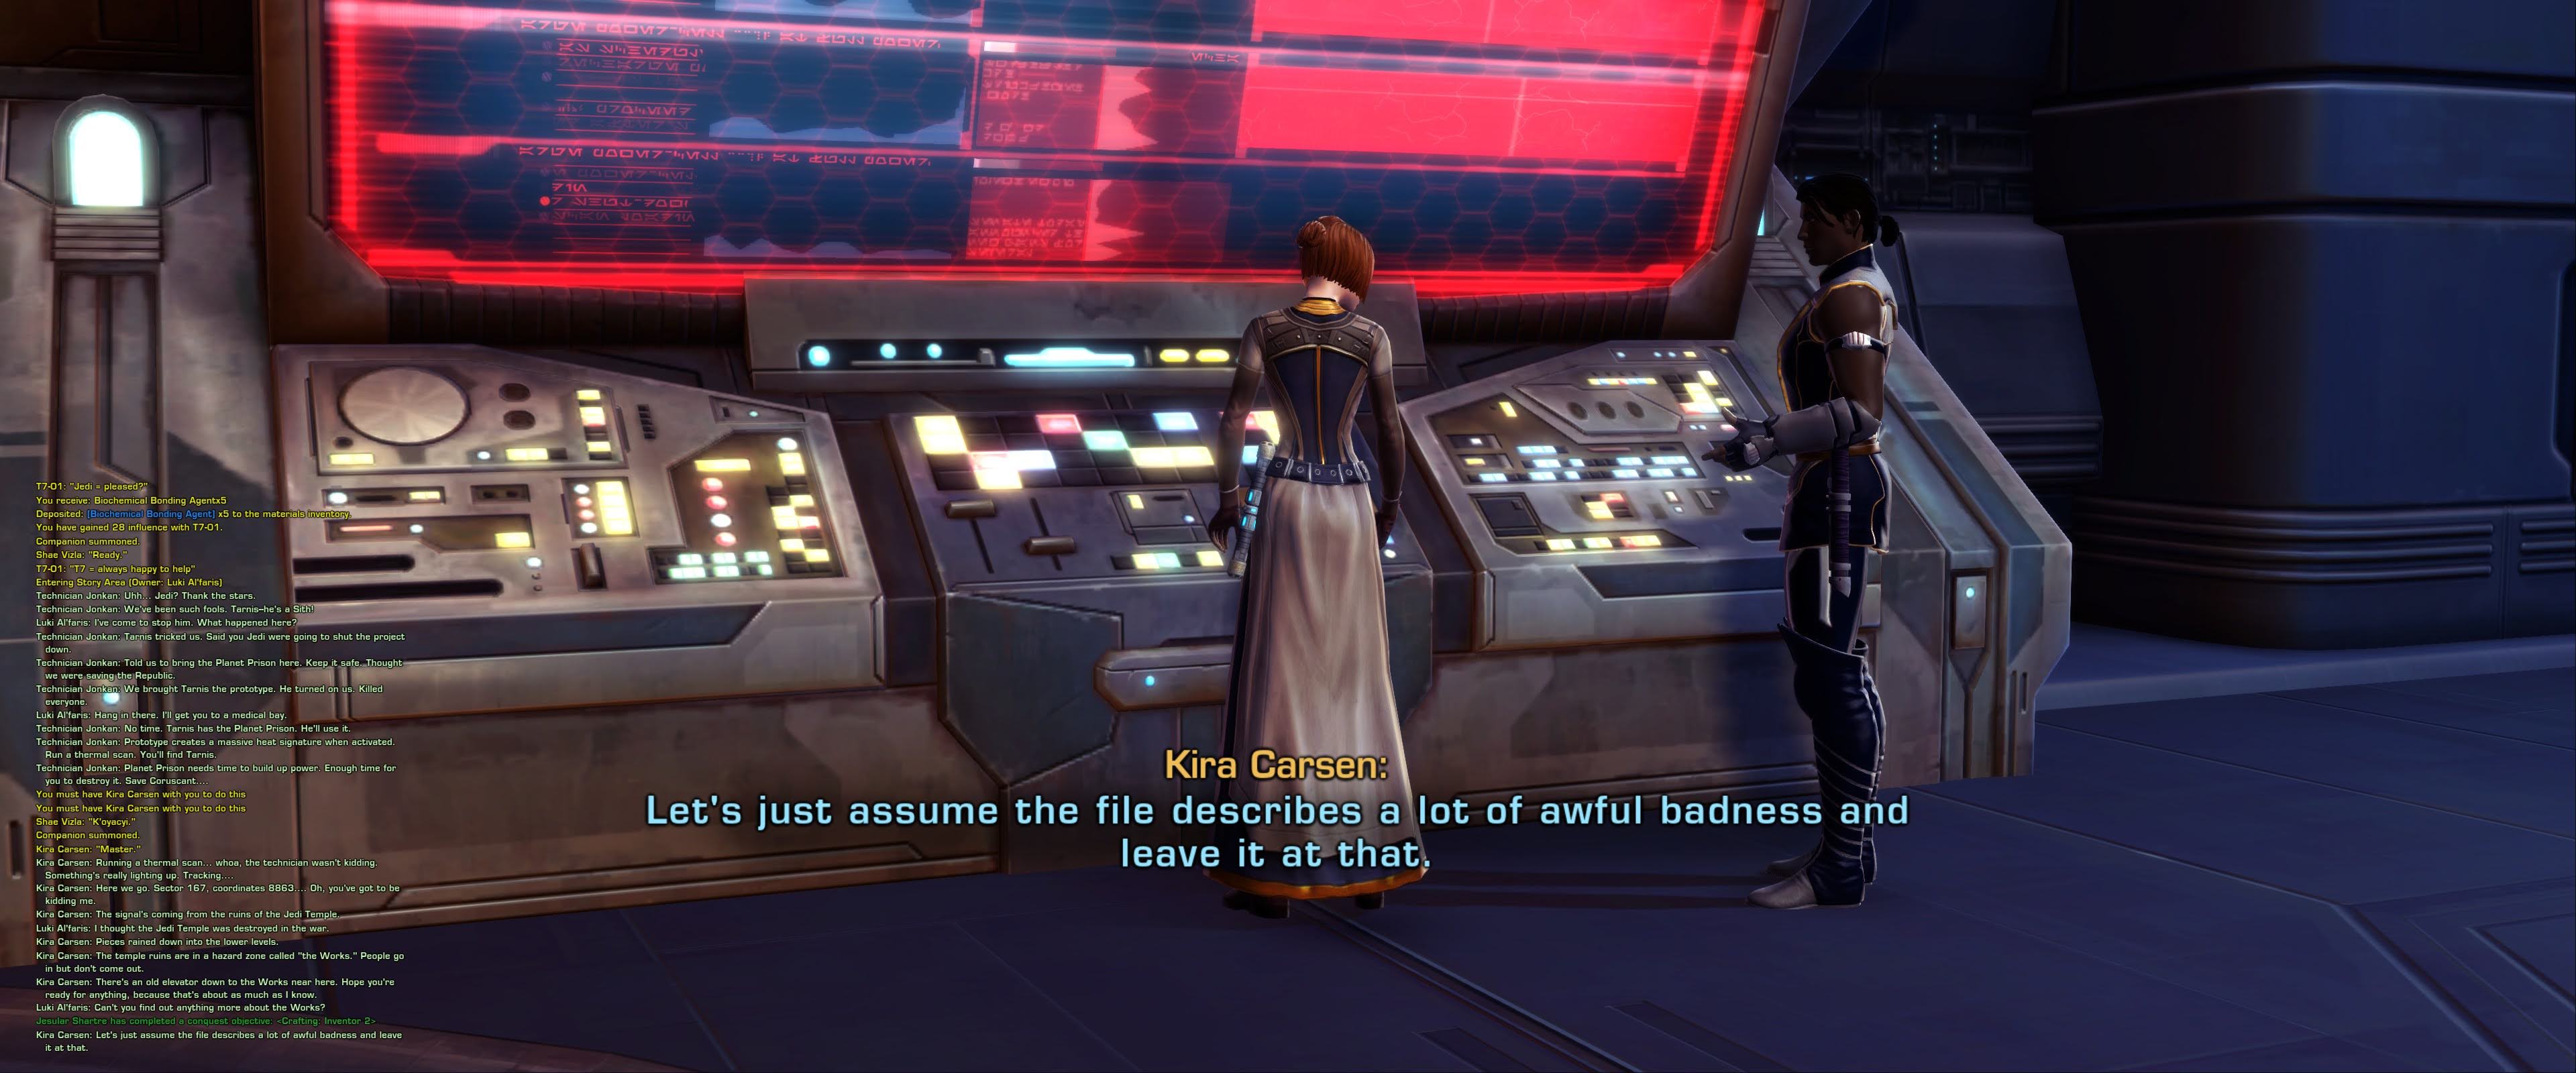 T7-01: "Jedi = pleased?"
You receive: Biochemical Bonding Agentx5
Deposited: [Biochemical Bonding Agent] x5 to the materials inventory.
You have gained 28 influence with T7-01.
Companion summoned.
Shae Vizla: "Ready."
T7-01: "T7 = always happy to help"
Entering Story Area (Owner: Luki Al'faris)
Technician Jonkan: Uhh... Jedi? Thank the stars.
Technician Jonkan: We've been such fools. Tarnis—he's a Sith!
Luki Al'faris: I've come to stop him. What happened here?
Technician Jonkan: Tarnis tricked us. Said you Jedi were going to shut the project
down.
Technician Jonkan: Told us to bring the Planet Prison here. Keep it safe. Thought
we were saving the Republic.
Technician Jonkan: We brought Tarnis the prototype. He turned on us. Killed
everyone.
Luki Al'faris: Hang in there. I'll get you to a medical bay.
Technician Jonkan: No time. Tarnis has the Planet Prison. He'll use it.
Technician Jonkan: Prototype creates a massive heat signature when activated.
Run a thermal scan. You'll find Tarnis.
Technician Jonkan: Planet Prison needs time to build up power. Enough time for
you to destroy it. Save Coruscant....
You must have Kira Carsen with you to do this
You must have Kira Carsen with you to do this
Shae Vizla: "K'oyacyi."
Companion summoned.
Kira Carsen: "Master."
Kira Carsen: Running a thermal scan... whoa, the technician wasn't kidding.
Something's really lighting up. Tracking....
Kira Carsen: Here we go. Sector 167, coordinates 8863.... Oh, you've got to be
kidding me.
Kira Carsen: The signal's coming from the ruins of the Jedi Temple.
Luki Al'faris: I thought the Jedi Temple was destroyed in the war.
Kira Carsen: Pieces rained down into the lower levels.
Kira Carsen: The temple ruins are in a hazard zone called "the Works." People go
in but don't come out.
Kira Carsen: There's an old elevator down to the Works near here. Hope you're
ready for anything, because that's about as much as I know.
Luki Al'faris: Can't you find out anything more about the Works?
Jesular Shartre has completed a conquest objective: <Crafting: Inventor 2>
Kira Carsen: Let's just assume the file describes a lot of awful badness and leave
it at that.
Kira Carsen:
Let's just assume the file describes a lot of awful badness and
leave it at that.